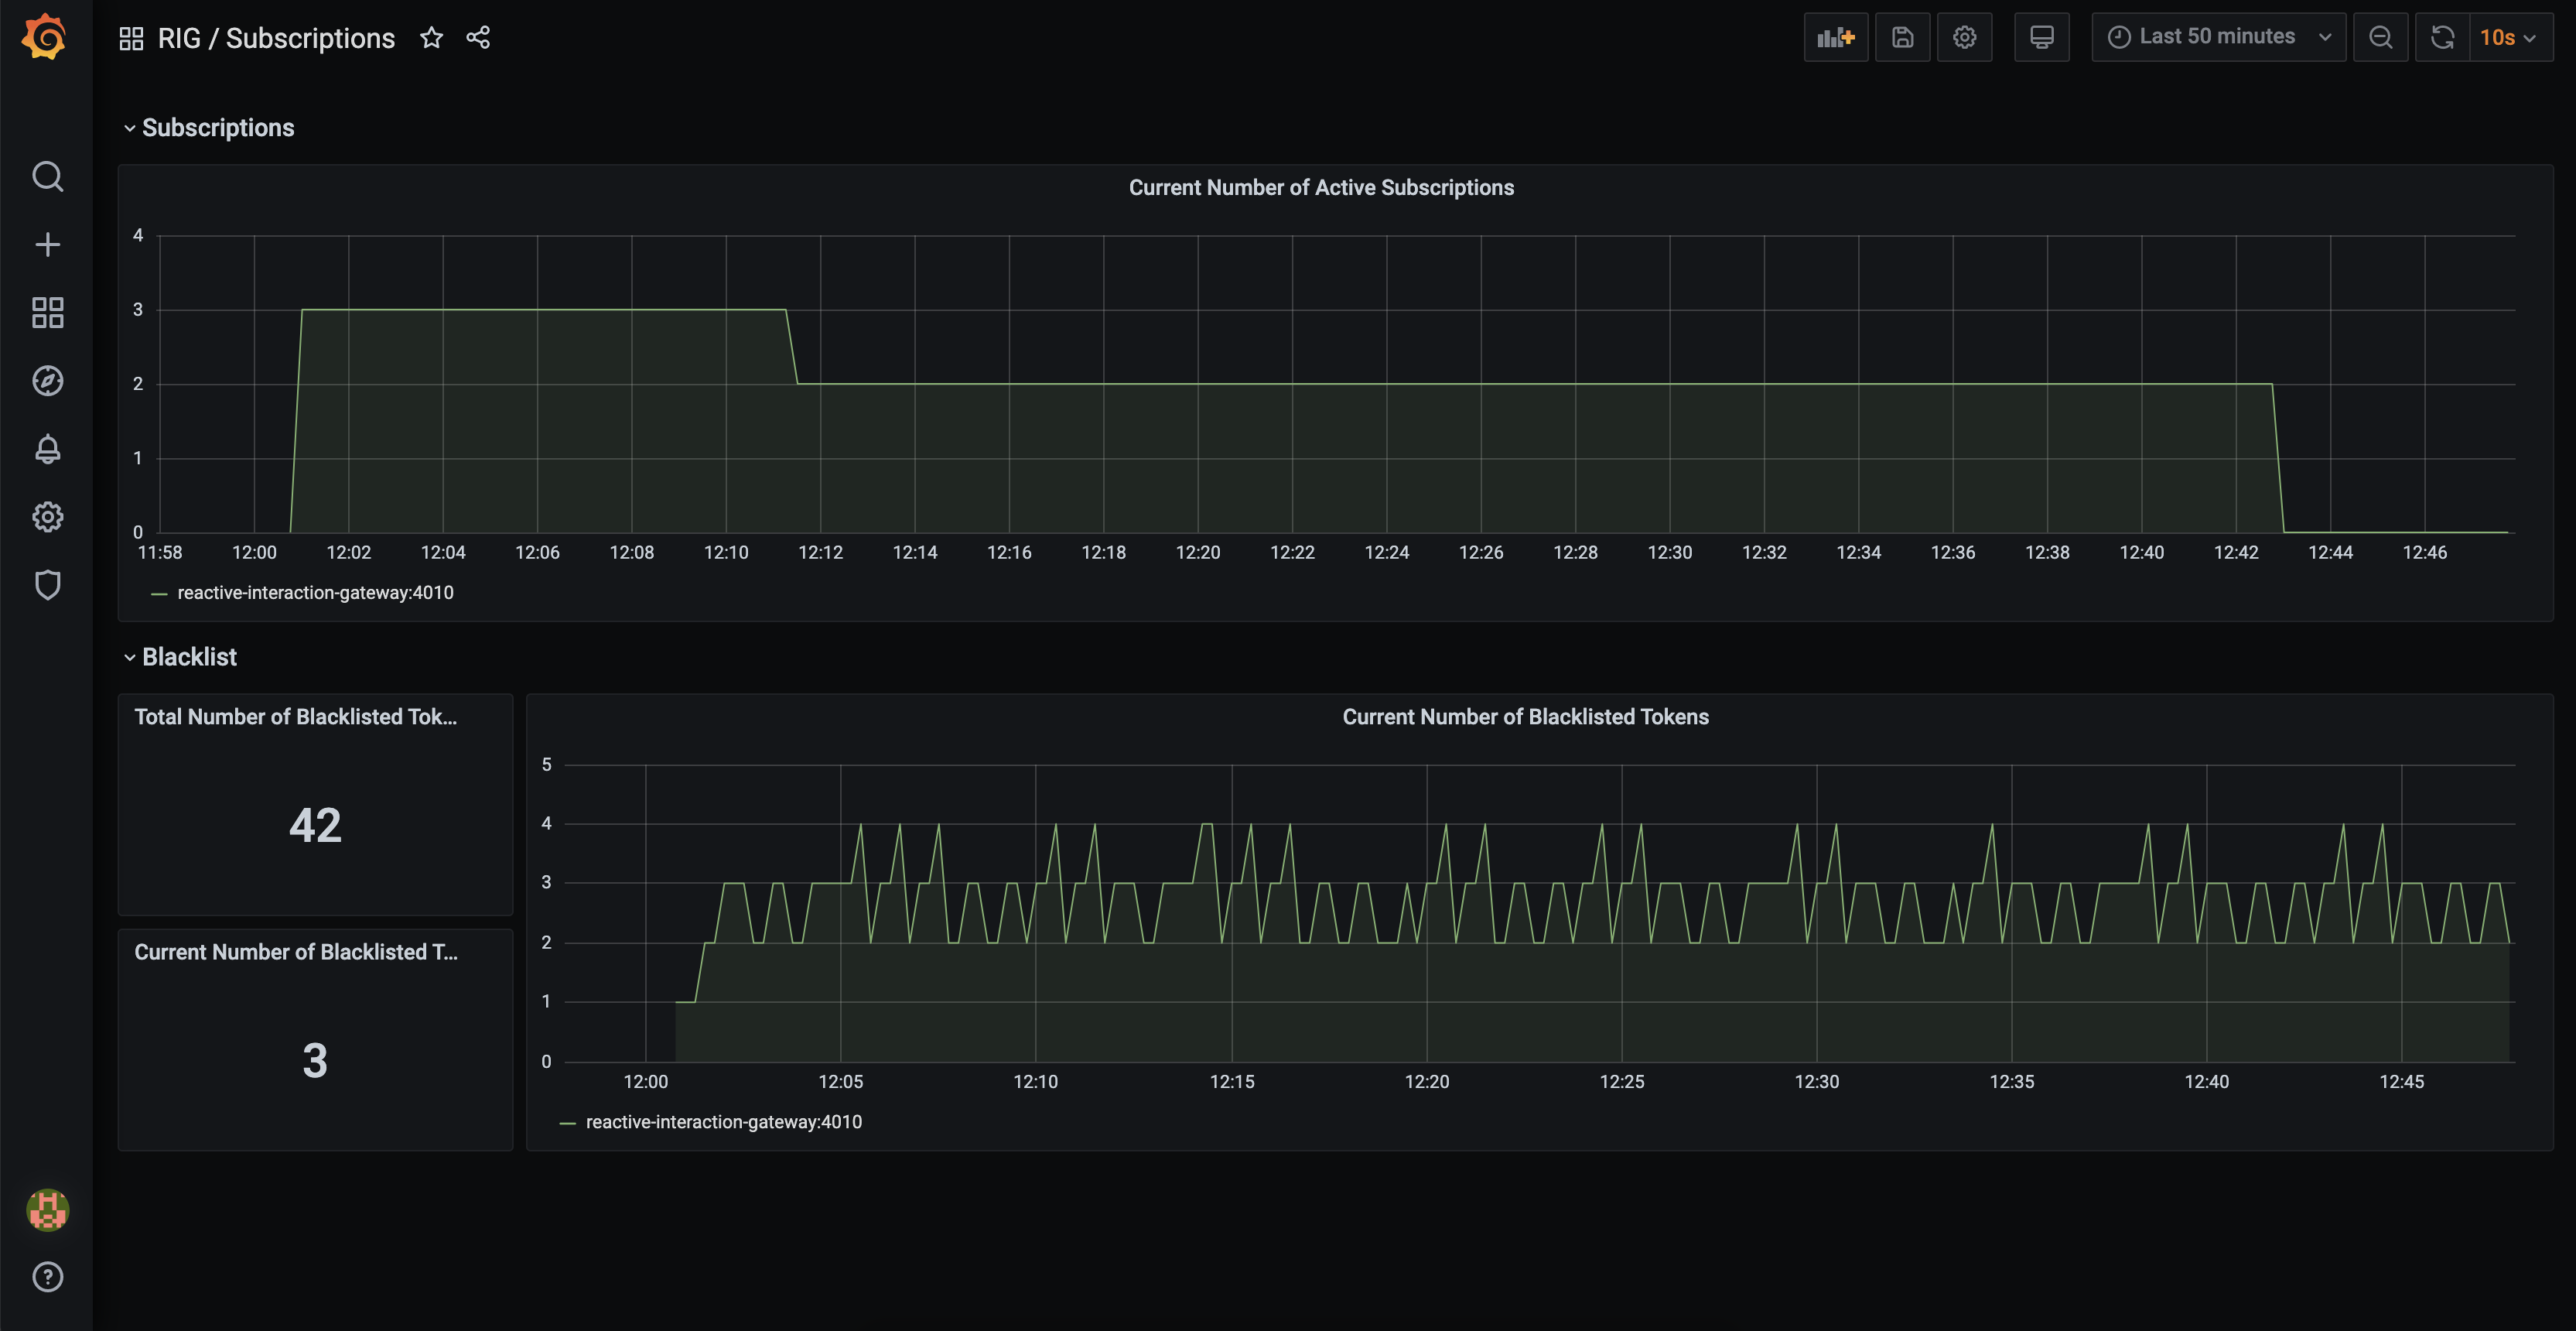 RIG / Subscriptions
Last 50 minutes
10s
Subscriptions
Current Number of Active Subscriptions
4
3
2
1
0
11:58 12:00 12:02 12:04 12:06 12:08 12:10 12:12 12:14 12:16 12:18 12:20 12:22 12:24 12:26 12:28 12:30 12:32 12:34 12:36 12:38 12:40 12:42 12:44 12:46
reactive-interaction-gateway:4010
Blacklist
Total Number of Blacklisted Tok...
42
Current Number of Blacklisted T...
3
Current Number of Blacklisted Tokens
5
4
3
2
1
0
12:00 12:05 12:10 12:15 12:20 12:25 12:30 12:35 12:40 12:45
reactive-interaction-gateway:4010